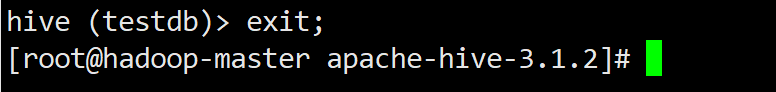 hive (testdb)> exit;
[root@hadoop-master apache-hive-3.1.2]#